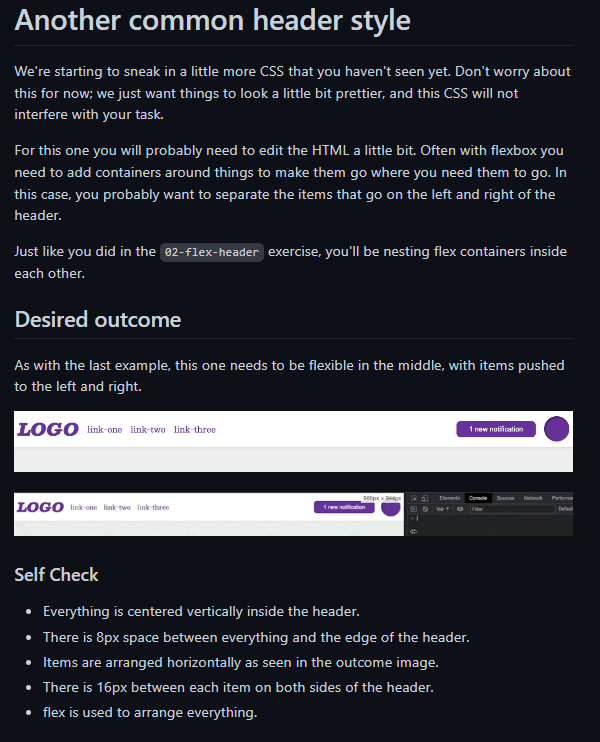 Another common header style
We're starting to sneak in a little more CSS that you haven't seen yet. Don't worry about
this for now; we just want things to look a little bit prettier, and this CSS will not
interfere with your task.
For this one you will probably need to edit the HTML a little bit. Often with flexbox you
need to add containers around things to make them go where you need them to go. In
this case, you probably want to separate the items that go on the left and right of the
header.
Just like you did in the 02-flex-header exercise, you'll be nesting flex containers inside
each other.
Desired outcome
As with the last example, this one needs to be flexible in the middle, with items pushed
to the left and right.
LOGO link-one link-two link-three 1 new notification
LOGO link-one link-two link-three 1 new notification
Elements Console Sources Network
top Filter
Self Check
Everything is centered vertically inside the header.
There is 8px space between everything and the edge of the header.
Items are arranged horizontally as seen in the outcome image.
There is 16px between each item on both sides of the header.
flex is used to arrange everything.